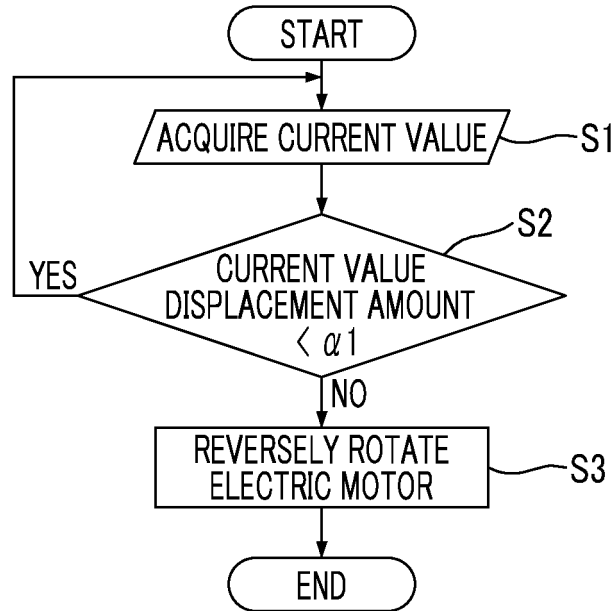 START
ACQUIRE CURRENT VALUE
S1
S2
CURRENT VALUE
DISPLACEMENT AMOUNT
< α1
YES
NO
REVERSELY ROTATE
ELECTRIC MOTOR
S3
END